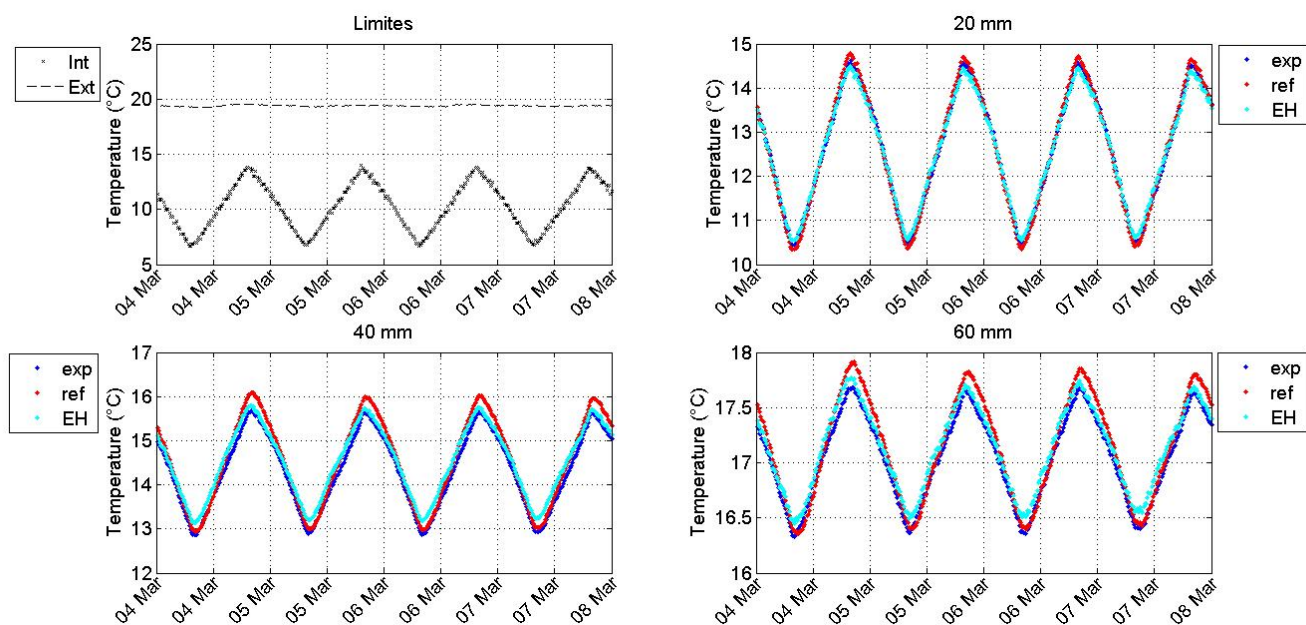 Limites
Int
Ext
Temperature (°C)
25
20
15
10
5
04 Mar
04 Mar
05 Mar
05 Mar
06 Mar
06 Mar
07 Mar
07 Mar
08 Mar
20 mm
exp
ref
EH
Temperature (°C)
15
14
13
12
11
10
04 Mar
04 Mar
05 Mar
05 Mar
06 Mar
06 Mar
07 Mar
07 Mar
08 Mar
40 mm
exp
ref
EH
Temperature (°C)
17
16
15
14
13
12
04 Mar
04 Mar
05 Mar
05 Mar
06 Mar
06 Mar
07 Mar
07 Mar
08 Mar
60 mm
exp
ref
EH
Temperature (°C)
18
17.5
17
16.5
16
04 Mar
04 Mar
05 Mar
05 Mar
06 Mar
06 Mar
07 Mar
07 Mar
08 Mar